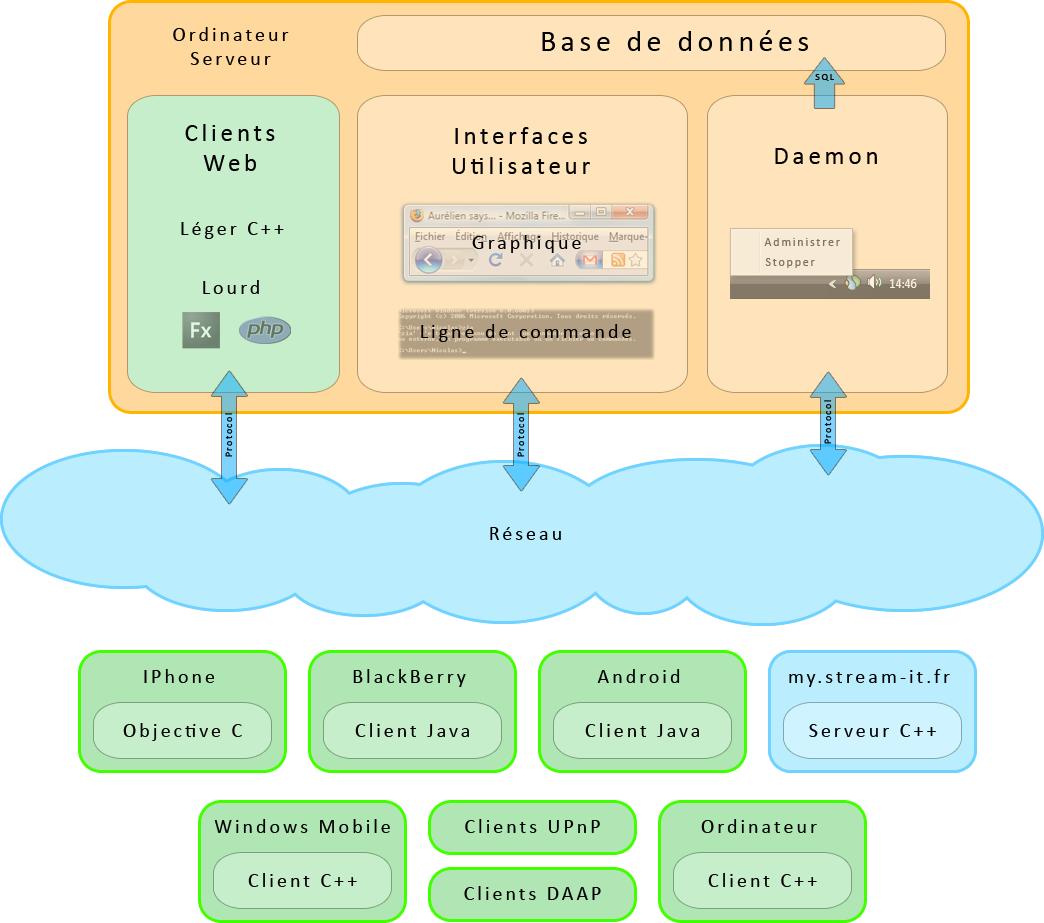 Ordinateur
Serveur
Base de données
SQL
Clients
Web
Léger C++
Lourd
Fx
php
Interfaces
Utilisateur
Aurélien says... - Mozilla Fire...
Fichier Édition Affichage Historique Marque-
Graphique
Copyright (c) 2006 Microsoft Corporation. Tous droits réservés.
Ligne de commande
C:\Users\Nicolas>_
Daemon
Administrer
Stopper
14:46
Protocol
Protocol
Protocol
Réseau
IPhone
Objective C
BlackBerry
Client Java
Android
Client Java
my.stream-it.fr
Serveur C++
Windows Mobile
Client C++
Clients UPnP
Clients DAAP
Ordinateur
Client C++